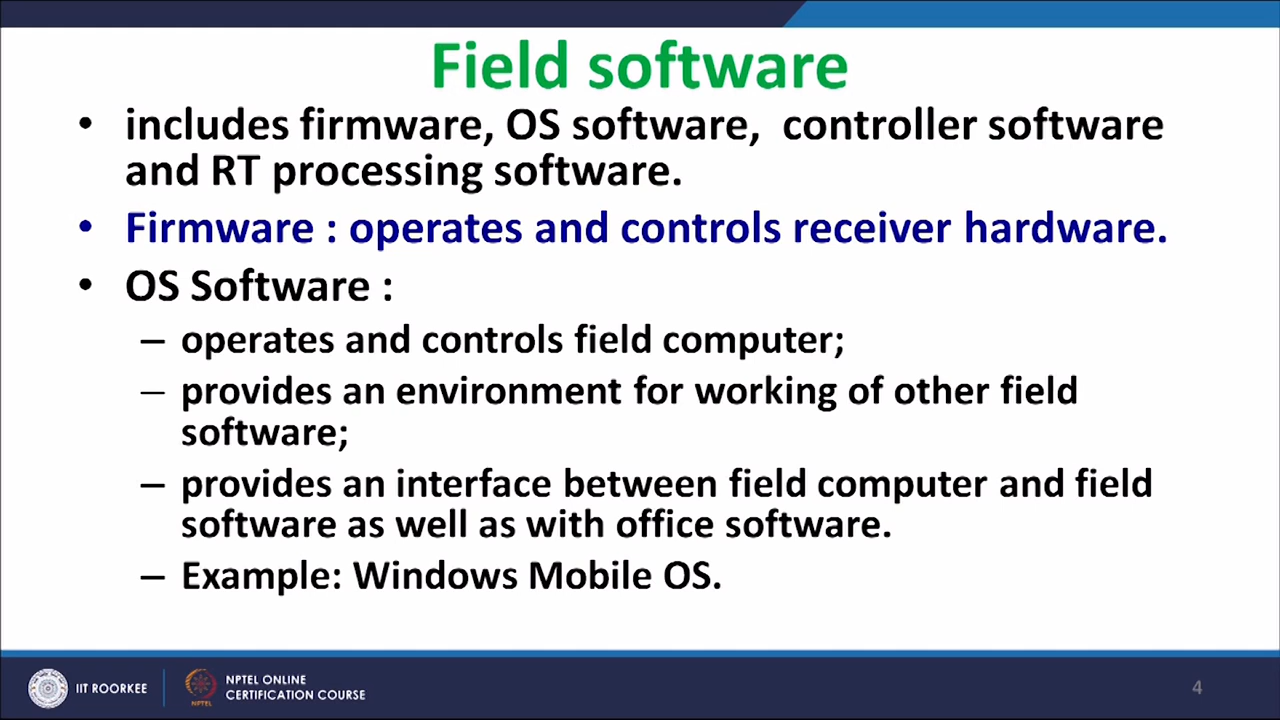 Field software
• includes firmware, OS software, controller software
and RT processing software.
• Firmware : operates and controls receiver hardware.
• OS Software :
– operates and controls field computer;
– provides an environment for working of other field
software;
– provides an interface between field computer and field
software as well as with office software.
– Example: Windows Mobile OS.
IIT ROORKEE
NPTEL
NPTEL ONLINE
CERTIFICATION COURSE
4